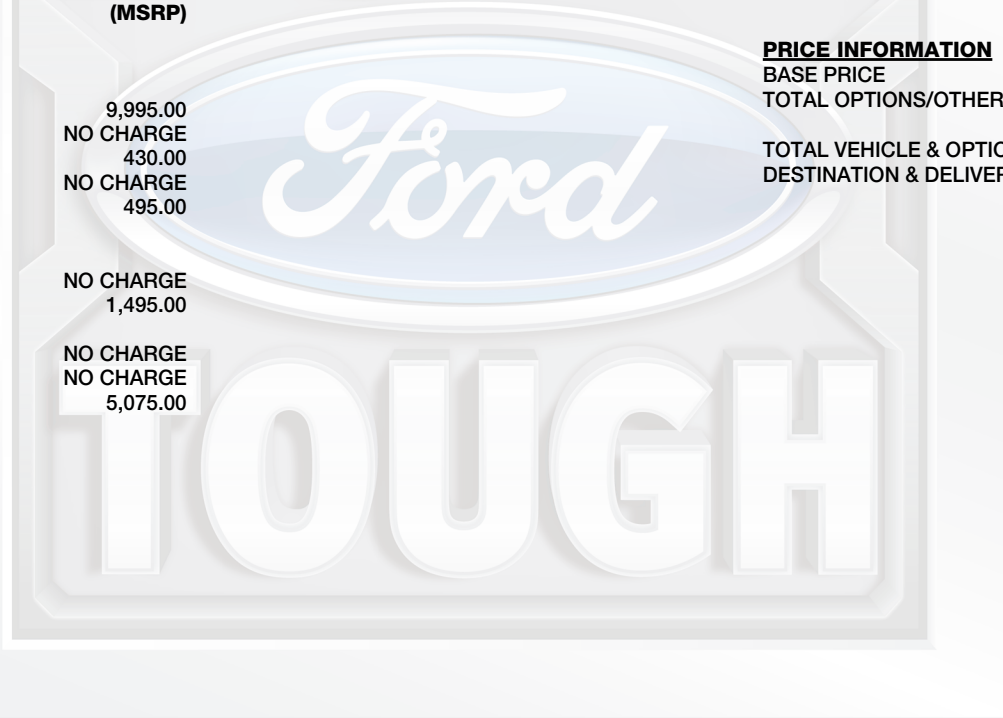 (MSRP)
9,995.00
NO CHARGE
430.00
NO CHARGE
495.00
NO CHARGE
1,495.00
NO CHARGE
NO CHARGE
5,075.00
PRICE INFORMATION
BASE PRICE
TOTAL OPTIONS/OTHER
TOTAL VEHICLE & OPTIO
DESTINATION & DELIVER
Ford
TOUGH